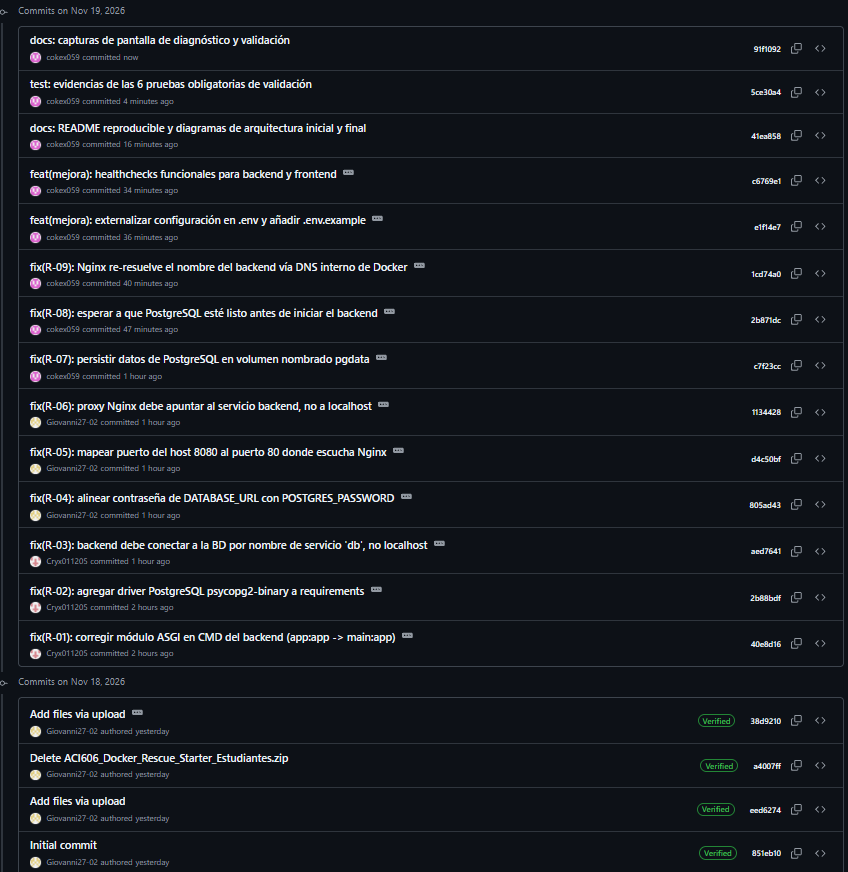 Commits on Nov 19, 2026
docs: capturas de pantalla de diagnóstico y validación
cokex059 committed now
91f1092
test: evidencias de las 6 pruebas obligatorias de validación
cokex059 committed 4 minutes ago
5ce30a4
docs: README reproducible y diagramas de arquitectura inicial y final
cokex059 committed 16 minutes ago
41ea858
feat(mejora): healthchecks funcionales para backend y frontend
cokex059 committed 34 minutes ago
c6769e1
feat(mejora): externalizar configuración en .env y añadir .env.example
cokex059 committed 36 minutes ago
e1f14e7
fix(R-09): Nginx re-resuelve el nombre del backend vía DNS interno de Docker
cokex059 committed 40 minutes ago
1cd74a0
fix(R-08): esperar a que PostgreSQL esté listo antes de iniciar el backend
cokex059 committed 47 minutes ago
2b871dc
fix(R-07): persistir datos de PostgreSQL en volumen nombrado pgdata
cokex059 committed 1 hour ago
c7f23cc
fix(R-06): proxy Nginx debe apuntar al servicio backend, no a localhost
Giovanni27-02 committed 1 hour ago
1134428
fix(R-05): mapear puerto del host 8080 al puerto 80 donde escucha Nginx
Giovanni27-02 committed 1 hour ago
d4c50bf
fix(R-04): alinear contraseña de DATABASE_URL con POSTGRES_PASSWORD
Giovanni27-02 committed 1 hour ago
805ad43
fix(R-03): backend debe conectar a la BD por nombre de servicio 'db', no localhost
Cryx011205 committed 1 hour ago
aed7641
fix(R-02): agregar driver PostgreSQL psycopg2-binary a requirements
Cryx011205 committed 2 hours ago
2b88bdf
fix(R-01): corregir módulo ASGI en CMD del backend (app:app -> main:app)
Cryx011205 committed 2 hours ago
40e8d16
Commits on Nov 18, 2026
Add files via upload
Giovanni27-02 authored yesterday
Verified
38d9210
Delete ACI606_Docker_Rescue_Starter_Estudiantes.zip
Giovanni27-02 authored yesterday
Verified
a4007ff
Add files via upload
Giovanni27-02 authored yesterday
Verified
eed6274
Initial commit
Giovanni27-02 authored yesterday
Verified
851eb10